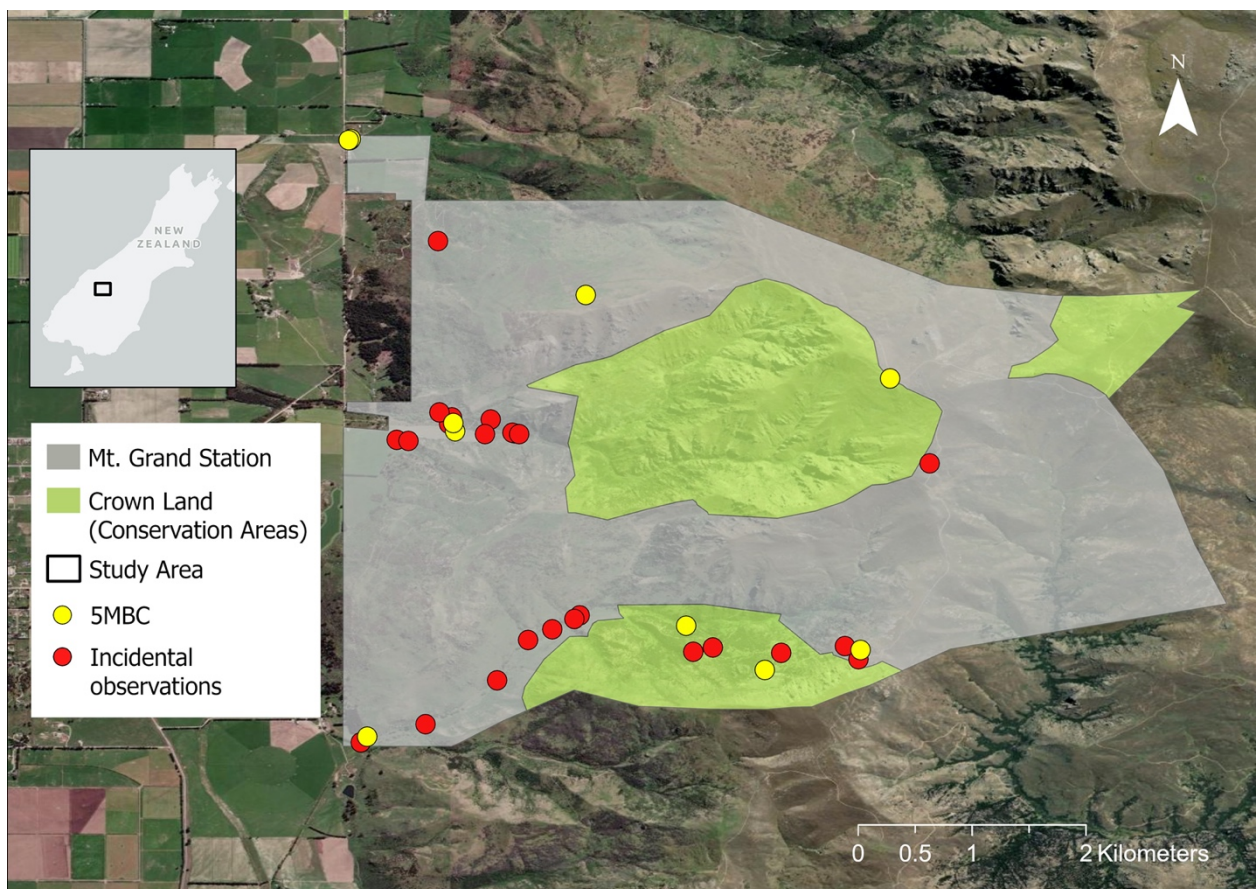 N
NEW
ZEALAND
Mt. Grand Station
Crown Land
(Conservation Areas)
Study Area
5MBC
Incidental
observations
0 0.5 1 2 Kilometers